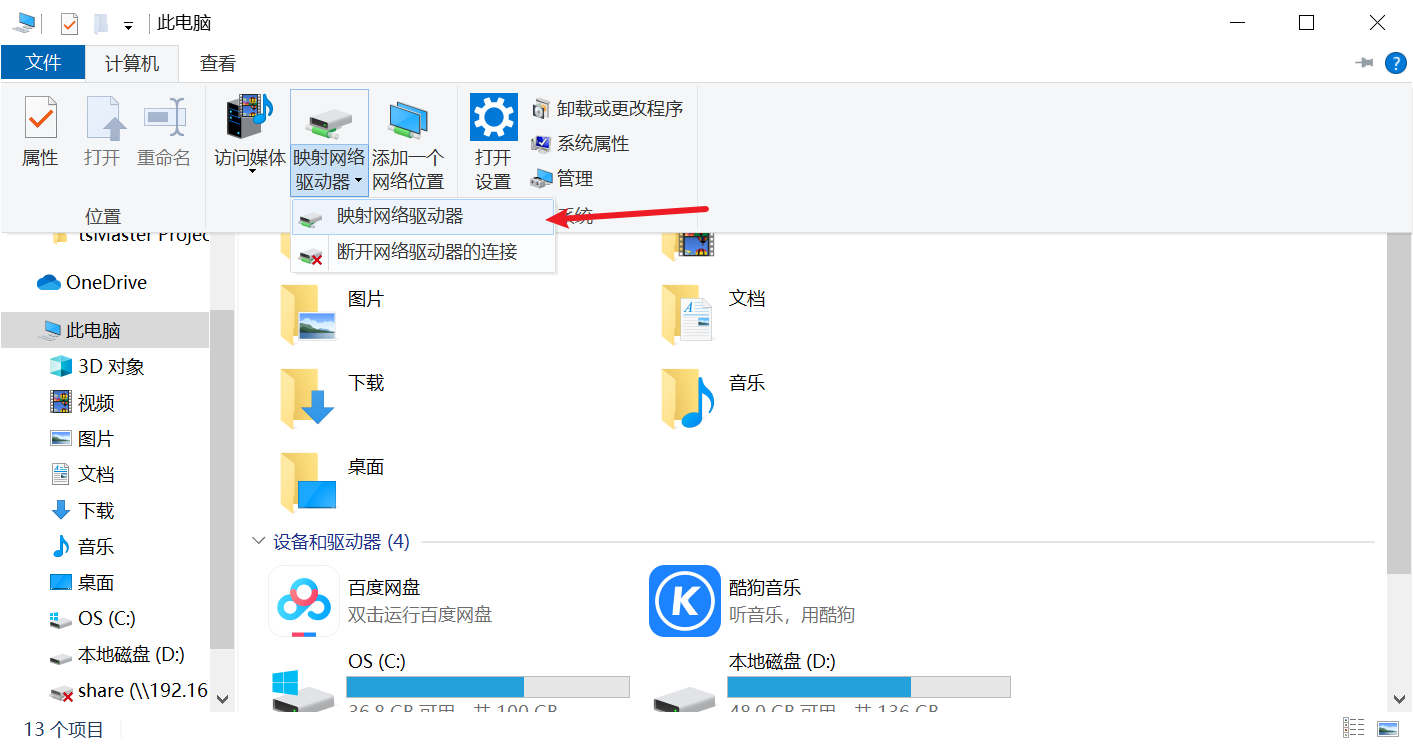 此电脑
文件
计算机
查看
属性
打开
重命名
访问媒体
映射网络
驱动器
添加一个
网络位置
打开
设置
卸载或更改程序
系统属性
管理
位置
系统
映射网络驱动器
断开网络驱动器的连接
tsMaster Projec
OneDrive
此电脑
3D 对象
视频
图片
文档
下载
音乐
桌面
OS (C:)
本地磁盘 (D:)
share (\\192.16
图片
文档
下载
音乐
桌面
设备和驱动器 (4)
百度网盘
双击运行百度网盘
酷狗音乐
听音乐，用酷狗
OS (C:)
36.8 GB 可用，共 100 GB
本地磁盘 (D:)
48.0 GB 可用，共 136 GB
13 个项目